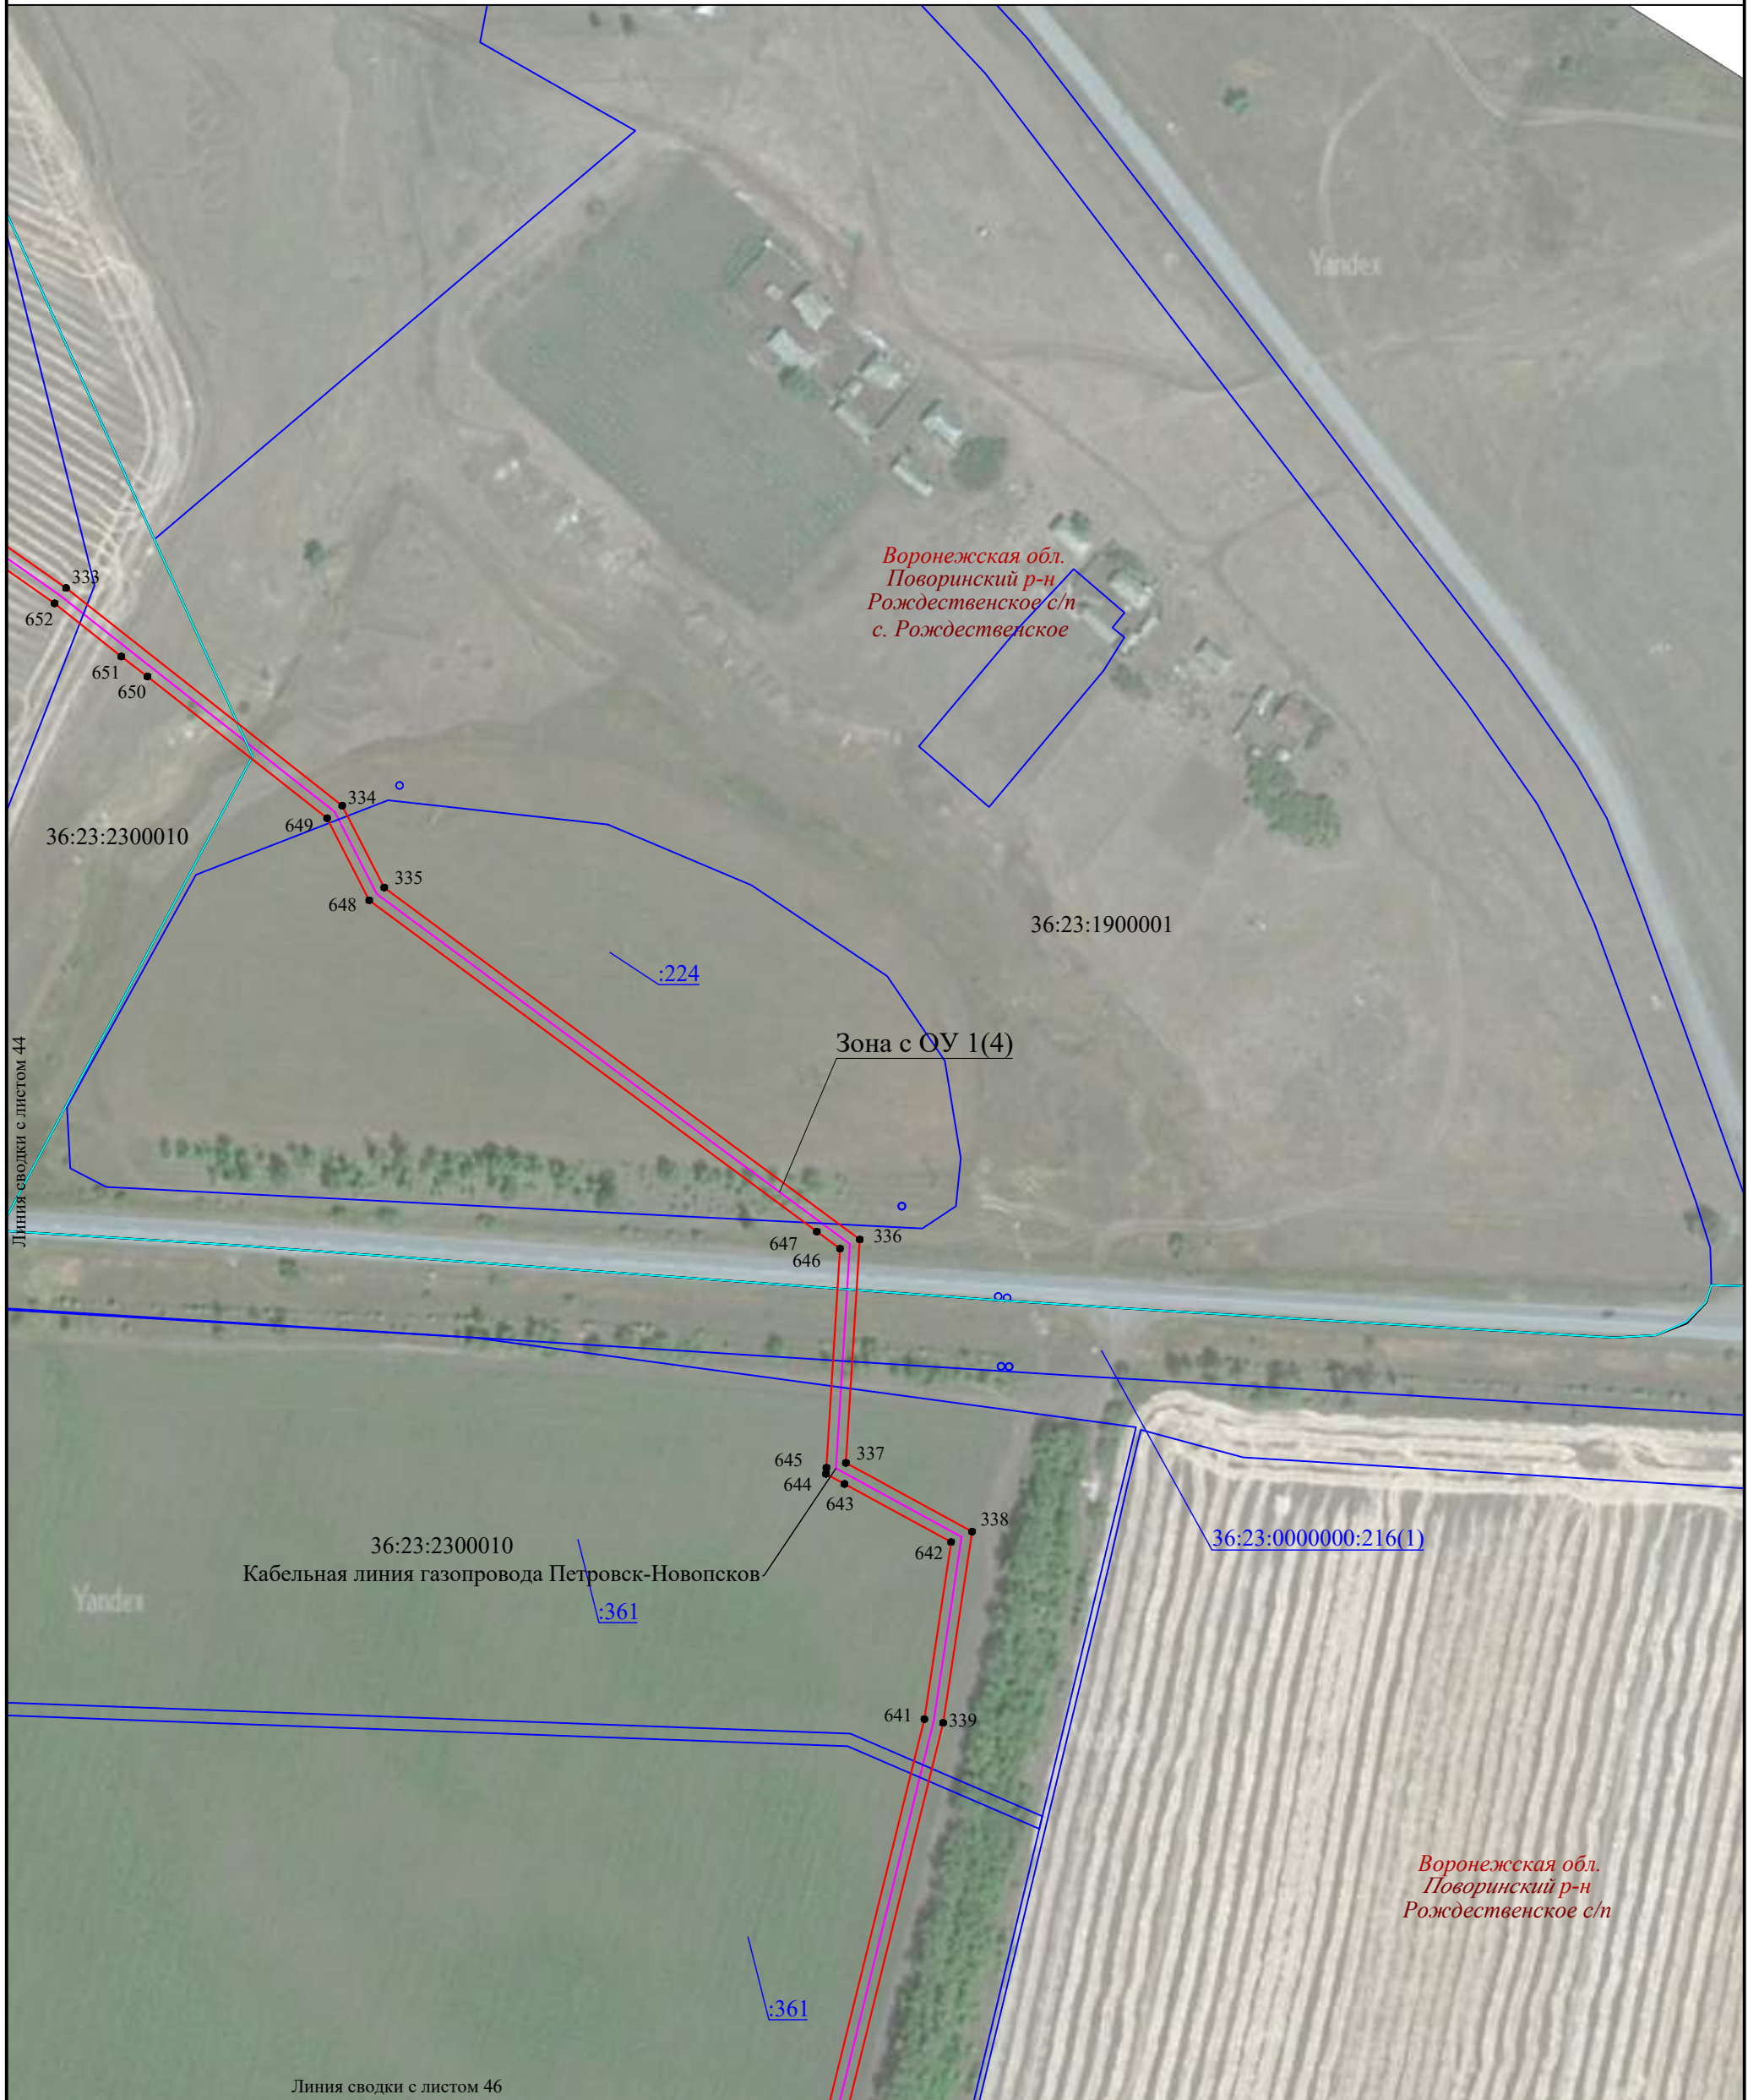 Yandex
Воронежская обл.
Поворинский р-н
Рождественское с/п
с. Рождественское
333
652
651
650
334
649
36:23:2300010
335
648
36:23:1900001
:224
Зона с ОУ 1(4)
Линия сводки с листом 44
336
647
646
337
645
644
643
338
642
36:23:2300010
36:23:0000000:216(1)
Кабельная линия газопровода Петровск-Новопсков
Yandex
:361
641
339
Воронежская обл.
Поворинский р-н
Рождественское с/п
:361
Линия сводки с листом 46